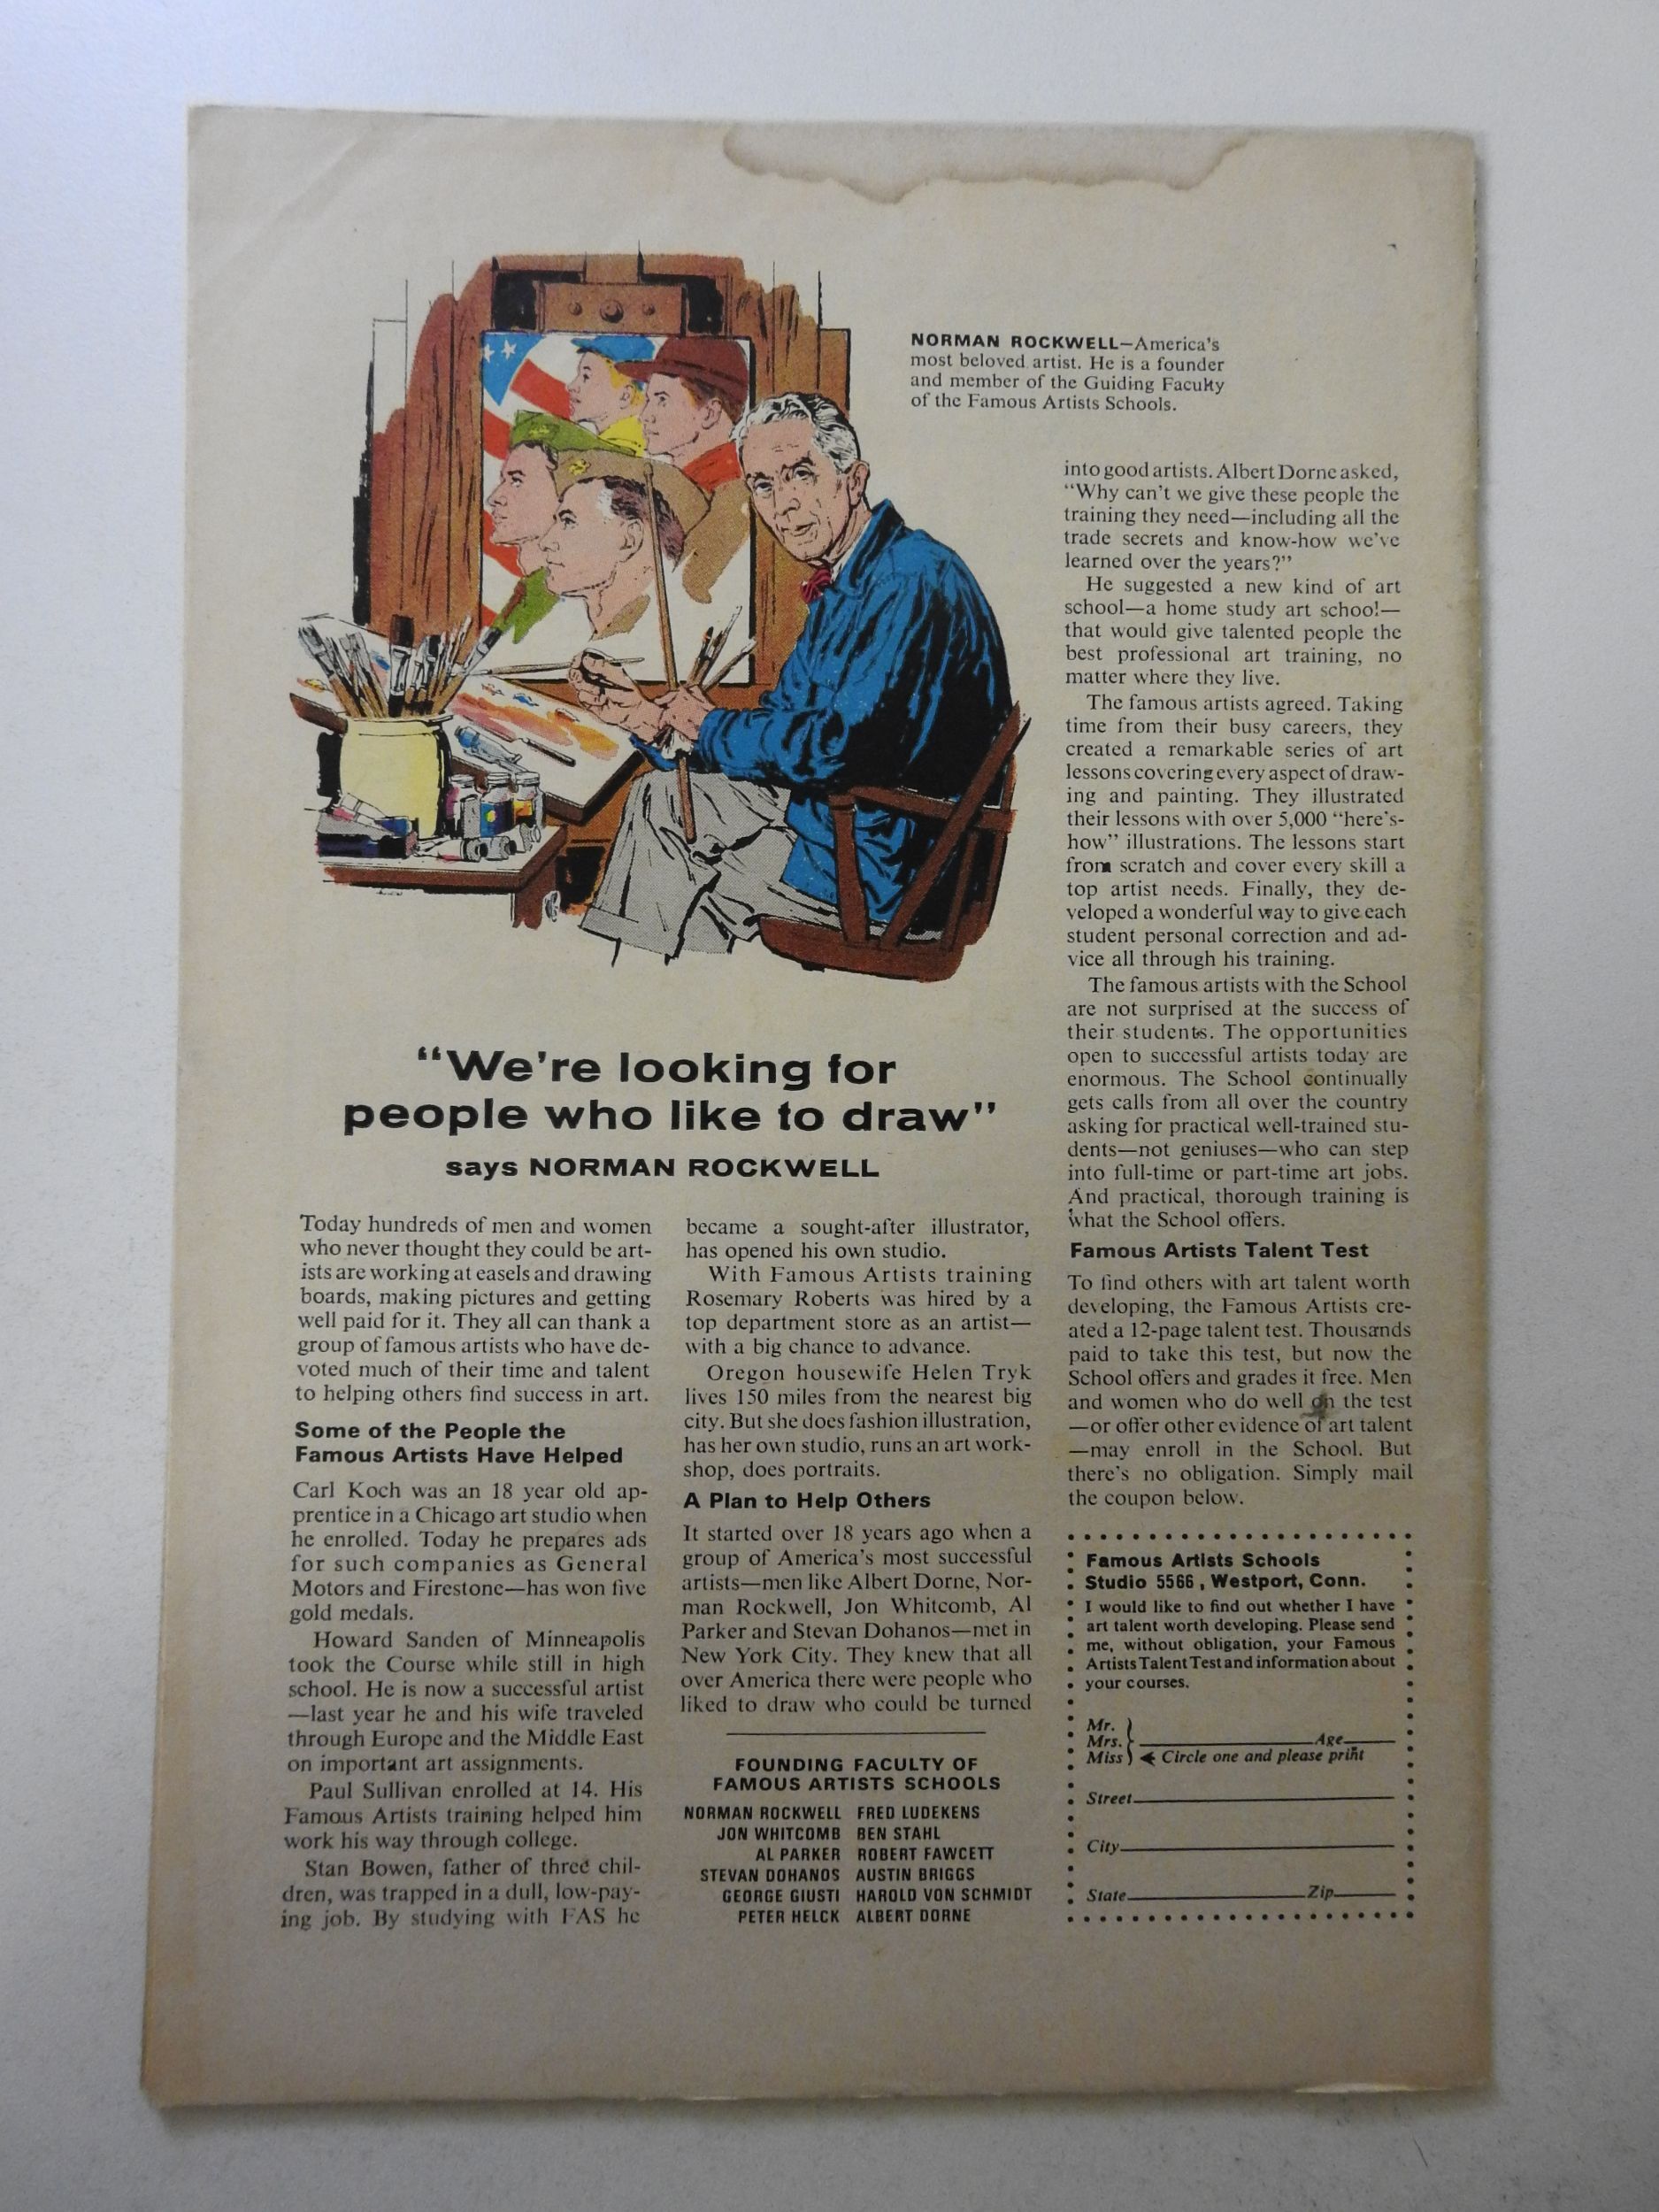 NORMAN ROCKWELL—America's
most beloved artist. He is a founder
and member of the Guiding Faculty
of the Famous Artists Schools.
"We're looking for
people who like to draw"
says NORMAN ROCKWELL
Today hundreds of men and women
who never thought they could be art-
ists are working at easels and drawing
boards, making pictures and getting
well paid for it. They all can thank a
group of famous artists who have de-
voted much of their time and talent
to helping others find success in art.
Some of the People the
Famous Artists Have Helped
Carl Koch was an 18 year old ap-
prentice in a Chicago art studio when
he enrolled. Today he prepares ads
for such companies as General
Motors and Firestone—has won five
gold medals.
Howard Sanden of Minneapolis
took the Course while still in high
school. He is now a successful artist
—last year he and his wife traveled
through Europe and the Middle East
on important art assignments.
Paul Sullivan enrolled at 14. His
Famous Artists training helped him
work his way through college.
Stan Bowen, father of three chil-
dren, was trapped in a dull, low-pay-
ing job. By studying with FAS he
became a sought-after illustrator,
has opened his own studio.
With Famous Artists training
Rosemary Roberts was hired by a
top department store as an artist—
with a big chance to advance.
Oregon housewife Helen Tryk
lives 150 miles from the nearest big
city. But she does fashion illustration,
has her own studio, runs an art work-
shop, does portraits.
A Plan to Help Others
It started over 18 years ago when a
group of America's most successful
artists—men like Albert Dorne, Nor-
man Rockwell, Jon Whitcomb, Al
Parker and Stevan Dohanos—met in
New York City. They knew that all
over America there were people who
liked to draw who could be turned
FOUNDING FACULTY OF
FAMOUS ARTISTS SCHOOLS
NORMAN ROCKWELL FRED LUDEKENS
JON WHITCOMB BEN STAHL
AL PARKER ROBERT FAWCETT
STEVAN DOHANOS AUSTIN BRIGGS
GEORGE GIUSTI HAROLD VON SCHMIDT
PETER HELCK ALBERT DORNE
into good artists. Albert Dorne asked,
"Why can't we give these people the
training they need—including all the
trade secrets and know-how we've
learned over the years?"
He suggested a new kind of art
school—a home study art school—
that would give talented people the
best professional art training, no
matter where they live.
The famous artists agreed. Taking
time from their busy careers, they
created a remarkable series of art
lessons covering every aspect of draw-
ing and painting. They illustrated
their lessons with over 5,000 "here's-
how" illustrations. The lessons start
from scratch and cover every skill a
top artist needs. Finally, they de-
veloped a wonderful way to give each
student personal correction and ad-
vice all through his training.
The famous artists with the School
are not surprised at the success of
their students. The opportunities
open to successful artists today are
enormous. The School continually
gets calls from all over the country
asking for practical well-trained stu-
dents—not geniuses—who can step
into full-time or part-time art jobs.
And practical, thorough training is
what the School offers.
Famous Artists Talent Test
To find others with art talent worth
developing, the Famous Artists cre-
ated a 12-page talent test. Thousands
paid to take this test, but now the
School offers and grades it free. Men
and women who do well on the test
—or offer other evidence of art talent
—may enroll in the School. But
there's no obligation. Simply mail
the coupon below.
Famous Artists Schools
Studio 5566, Westport, Conn.
I would like to find out whether I have
art talent worth developing. Please send
me, without obligation, your Famous
Artists Talent Test and information about
your courses.
Mr.
Mrs. Age
Miss Circle one and please print
Street
City
State Zip